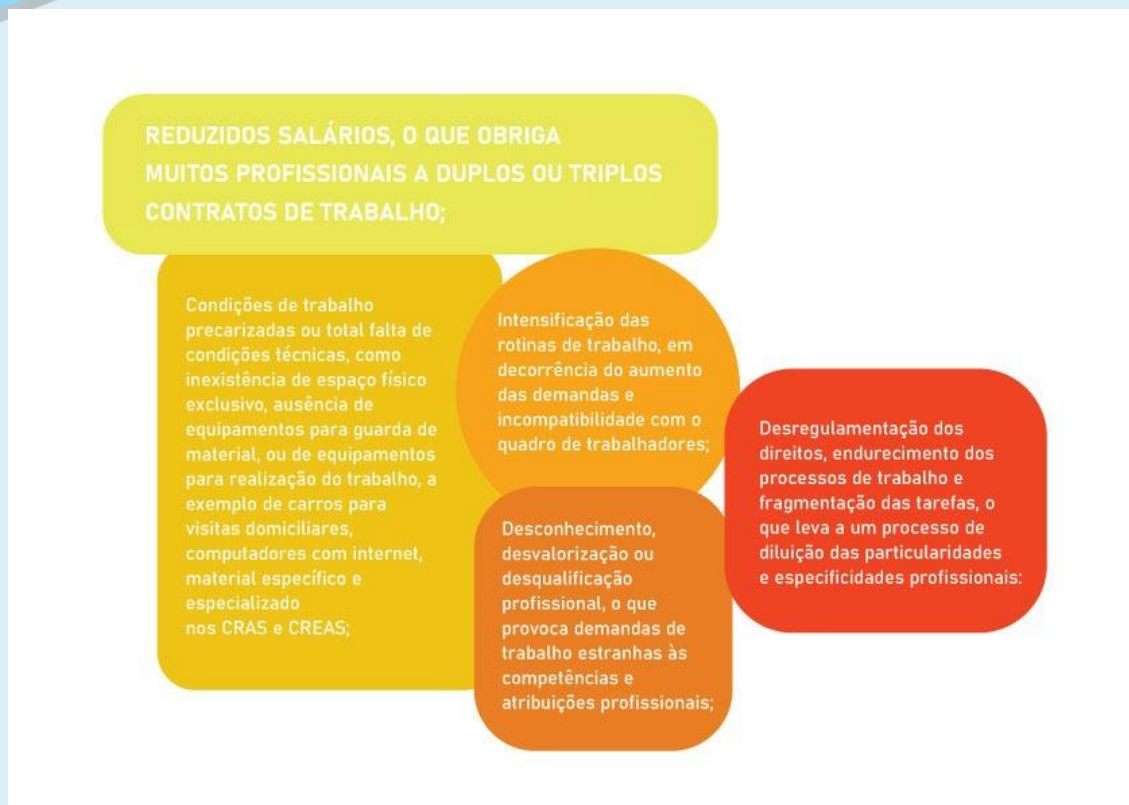 REDUZIDOS SALÁRIOS, O QUE OBRIGA
MUITOS PROFISSIONAIS A DUPLOS OU TRIPLOS
CONTRATOS DE TRABALHO;
Condições de trabalho
precarizadas ou total falta de
condições técnicas, como
inexistência de espaço físico
exclusivo, ausência de
equipamentos para guarda de
material, ou de equipamentos
para realização do trabalho, a
exemplo de carros para
visitas domiciliares,
computadores com internet,
material específico e
especializado
nos CRAS e CREAS;
Intensificação das
rotinas de trabalho, em
decorrência do aumento
das demandas e
incompatibilidade com o
quadro de trabalhadores;
Desconhecimento,
desvalorização ou
desqualificação
profissional, o que
provoca demandas de
trabalho estranhas às
competências e
atribuições profissionais;
Desregulamentação dos
direitos, endurecimento dos
processos de trabalho e
fragmentação das tarefas, o
que leva a um processo de
diluição das particularidades
e especificidades profissionais: